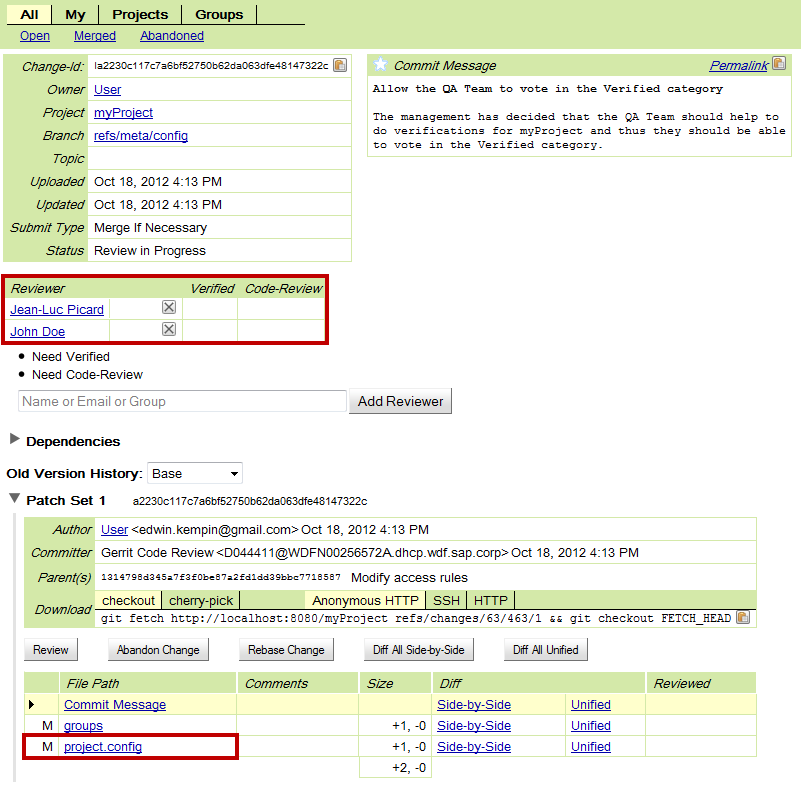 All My Projects Groups
Open Merged Abandoned
Change-Id: Ia2230c117c7a6bf52750b62da063dfe48147322c
Owner User
Project myProject
Branch refs/meta/config
Topic
Uploaded Oct 18, 2012 4:13 PM
Updated Oct 18, 2012 4:13 PM
Submit Type Merge If Necessary
Status Review in Progress
Commit Message Permalink
Allow the QA Team to vote in the Verified category
The management has decided that the QA Team should help to
do verifications for myProject and thus they should be able
to vote in the Verified category.
Reviewer Verified Code-Review
Jean-Luc Picard
John Doe
• Need Verified
• Need Code-Review
Name or Email or Group Add Reviewer
Dependencies
Old Version History: Base
Patch Set 1 a2230c117c7a6bf52750b62da063dfe48147322c
Author User <edwin.kempin@gmail.com> Oct 18, 2012 4:13 PM
Committer Gerrit Code Review <D044411@WDFN00256572A.dhcp.wdf.sap.corp> Oct 18, 2012 4:13 PM
Parent(s) 1314798d345a7f3f0be87a2fd1dd39bbc7718587 Modify access rules
Download checkout cherry-pick Anonymous HTTP SSH HTTP
git fetch http://localhost:8080/myProject refs/changes/63/463/1 && git checkout FETCH_HEAD
Review Abandon Change Rebase Change Diff All Side-by-Side Diff All Unified
File Path Comments Size Diff Reviewed
Commit Message Side-by-Side Unified
M groups +1, -0 Side-by-Side Unified
M project.config +1, -0 Side-by-Side Unified
+2, -0